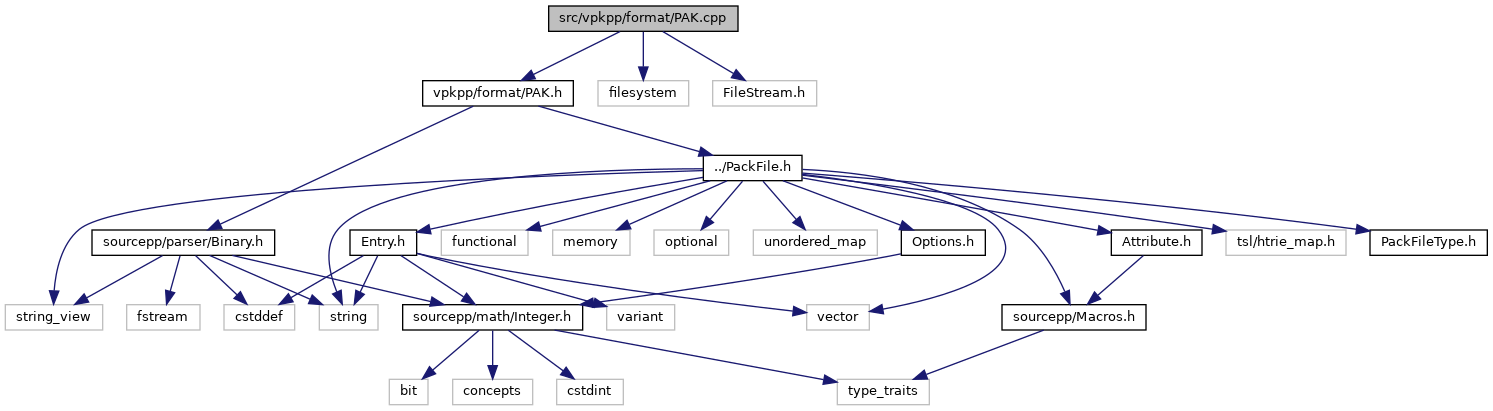 src/vpkpp/format/PAK.cpp
vpkpp/format/PAK.h
filesystem
FileStream.h
../PackFile.h
sourcepp/parser/Binary.h
Entry.h
functional
memory
optional
unordered_map
Options.h
Attribute.h
tsl/htrie_map.h
PackFileType.h
string_view
fstream
cstddef
string
sourcepp/math/Integer.h
variant
vector
sourcepp/Macros.h
bit
concepts
cstdint
type_traits